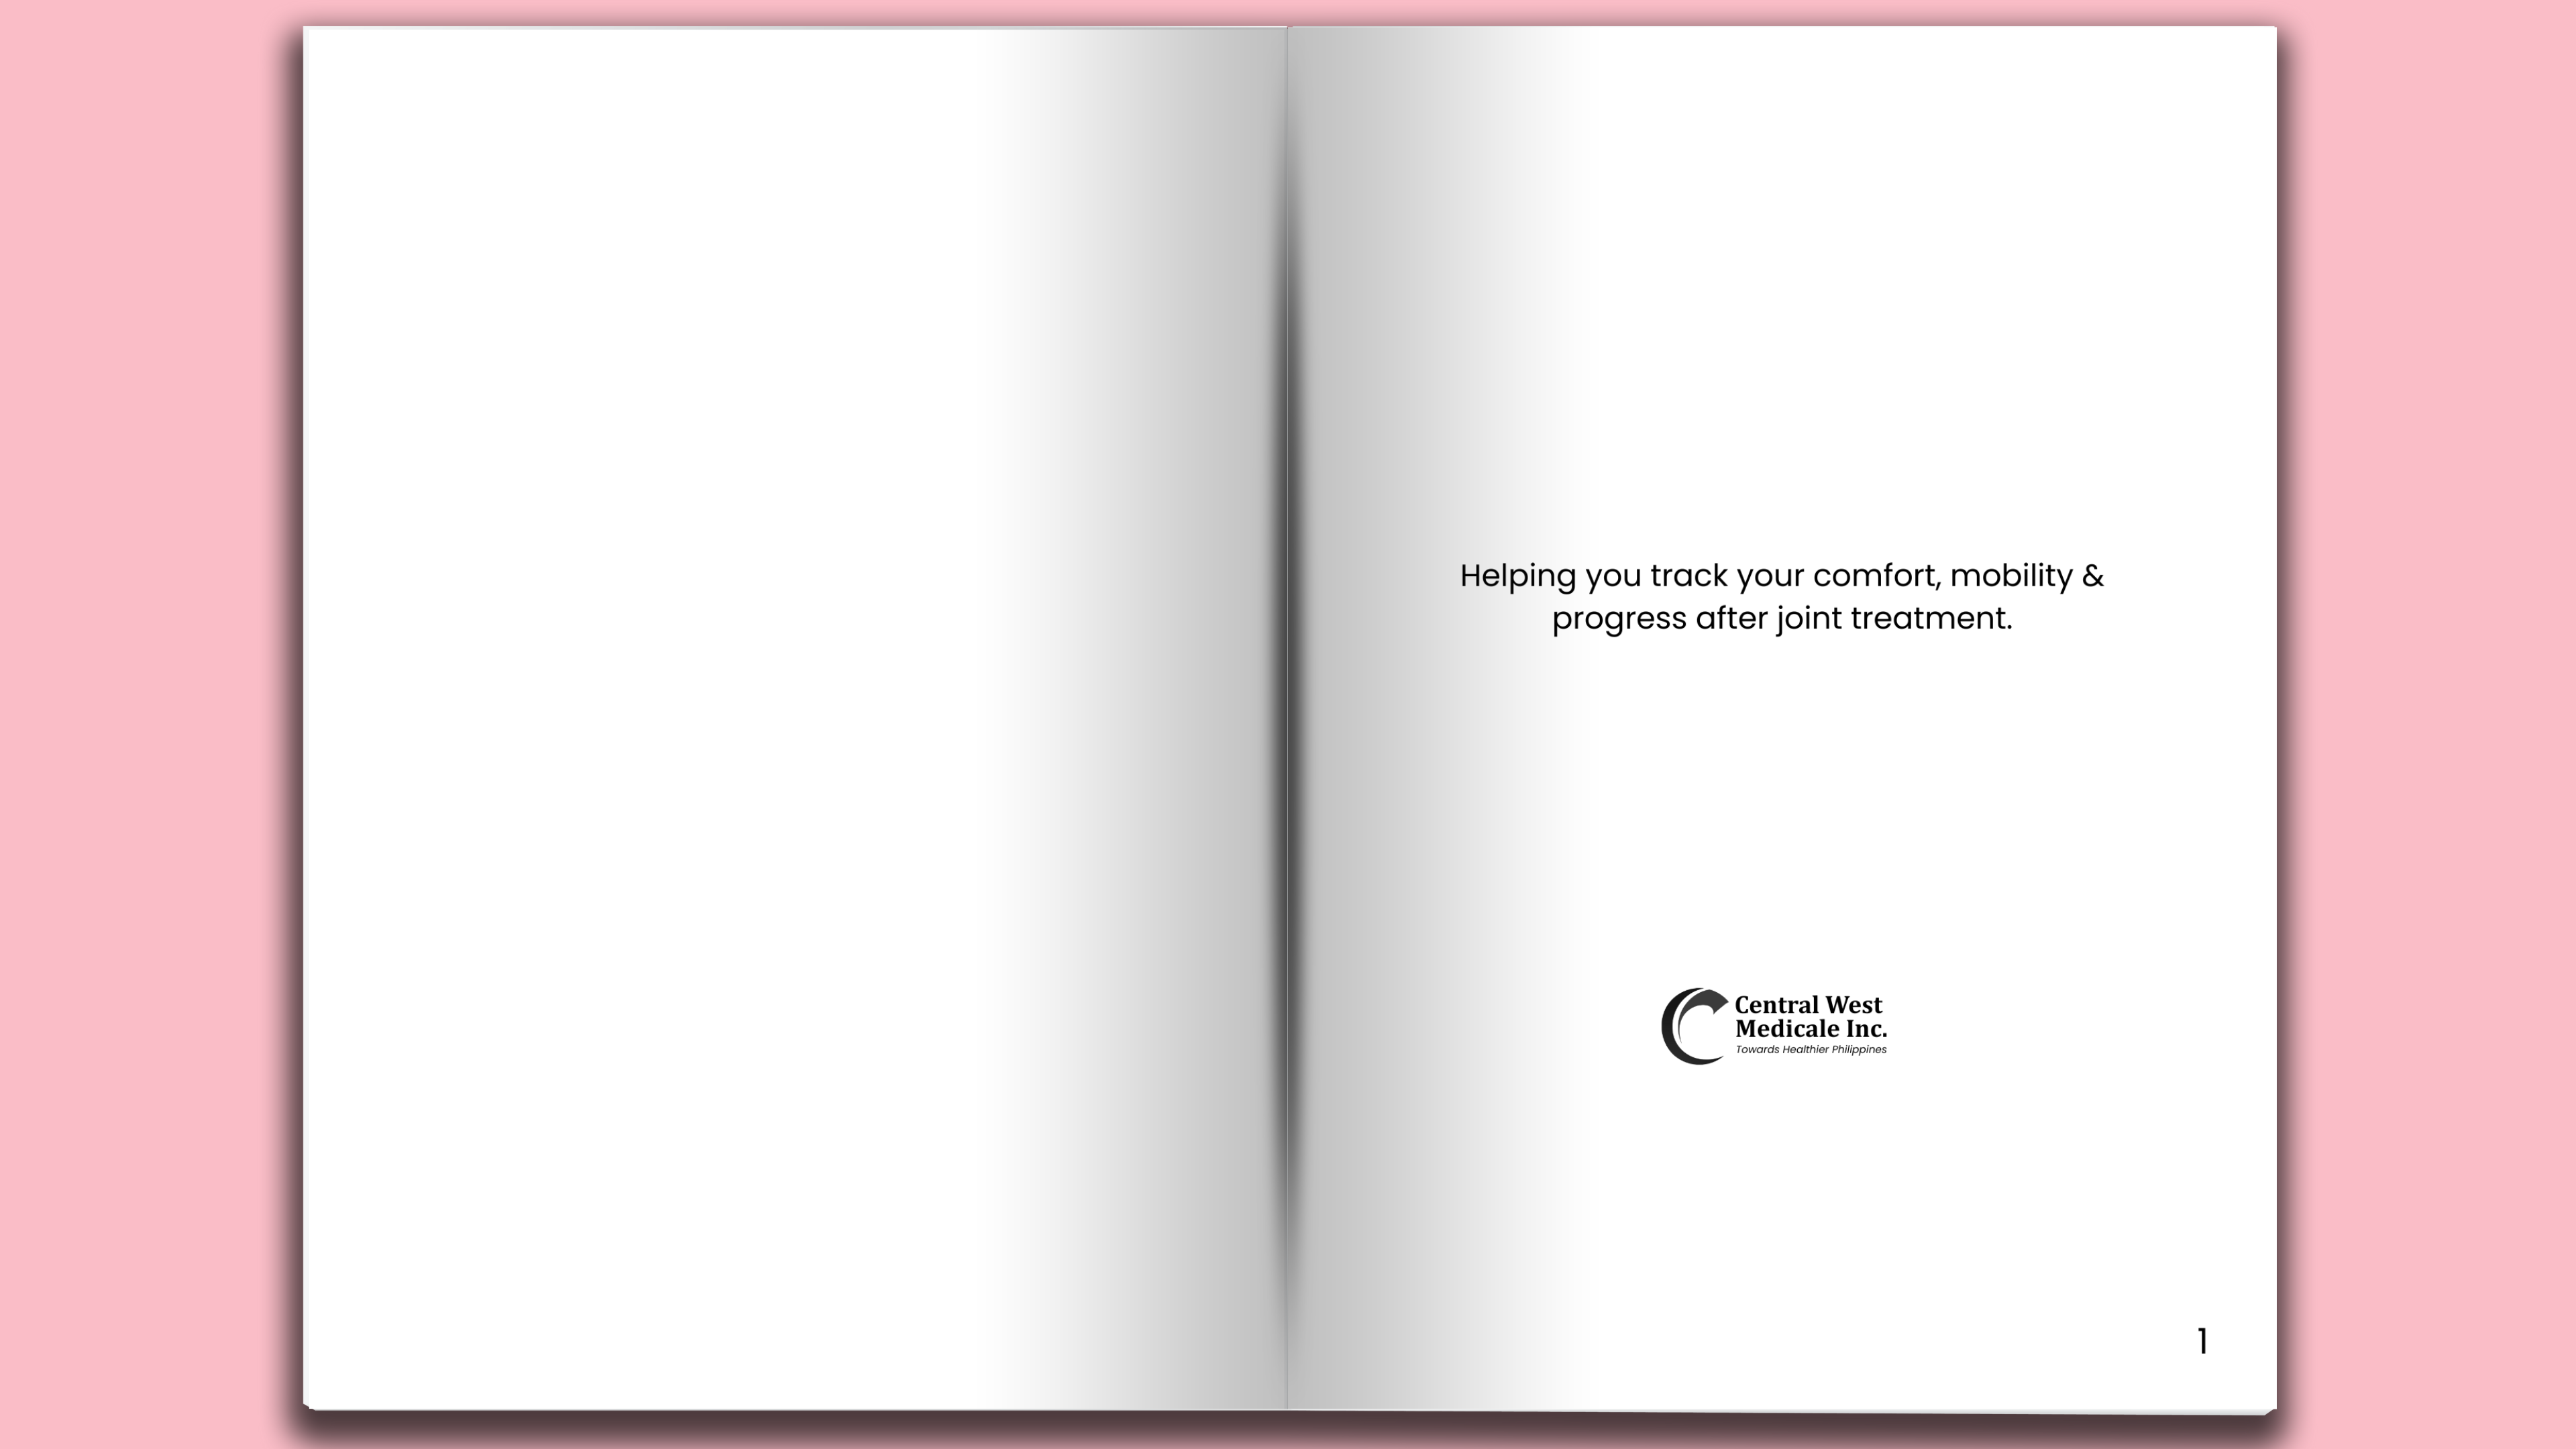 Helping you track your comfort, mobility &
progress after joint treatment.
Central West
Medicale Inc.
Towards Healthier Philippines
1